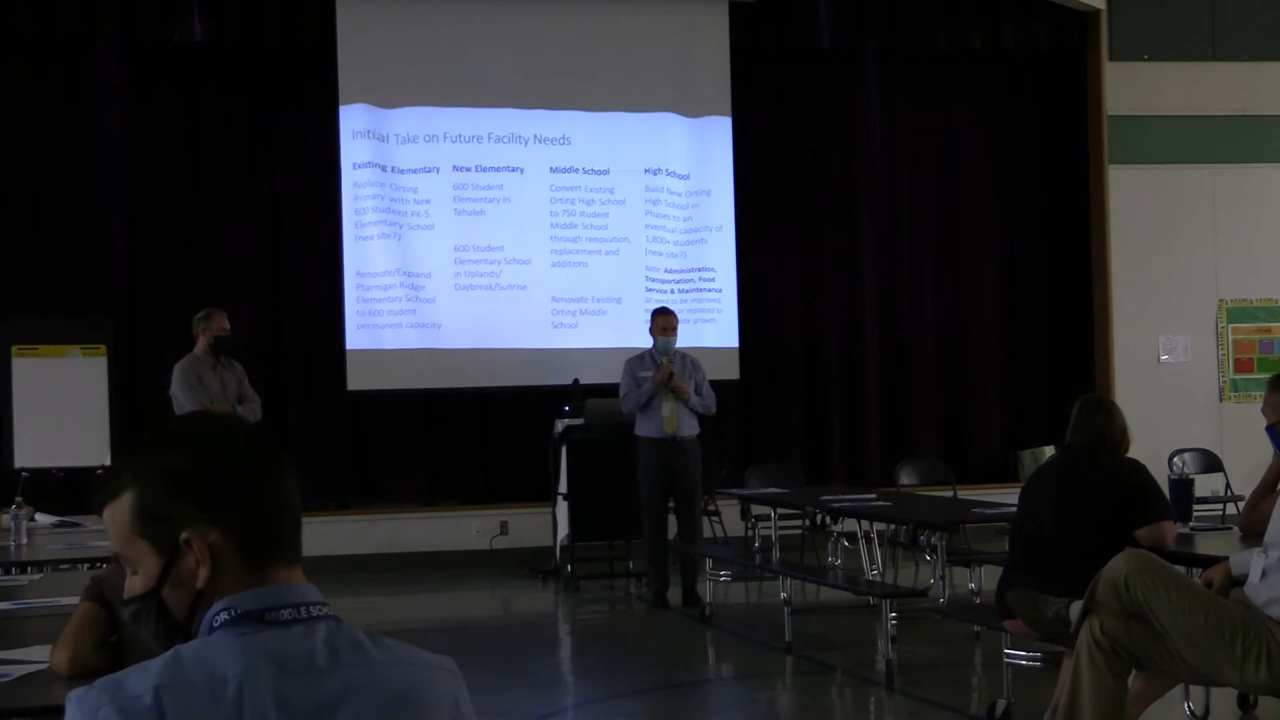 Initial Take on Future Facility Needs
Existing Elementary
Replace Orting
Primary with New
600 Student PK-5
Elementary School
(new site?)
Renovate/Expand
Ptarmigan Ridge
Elementary School
to 600 student
permanent capacity
New Elementary
600 Student
Elementary in
Tehaleh
600 Student
Elementary School
in Uplands/
Daybreak/Sunrise
Middle School
Convert Existing
Orting High School
to 750 student
Middle School
through renovation,
replacement and
additions
Renovate Existing
Orting Middle
School
High School
Build New Orting
High School in
Phases to an
eventual capacity of
1,800+ students
(new site?)
Note: Administration,
Transportation, Food
Service & Maintenance
all need to be improved,
or replaced to
growth.
MIDDLE SCHO